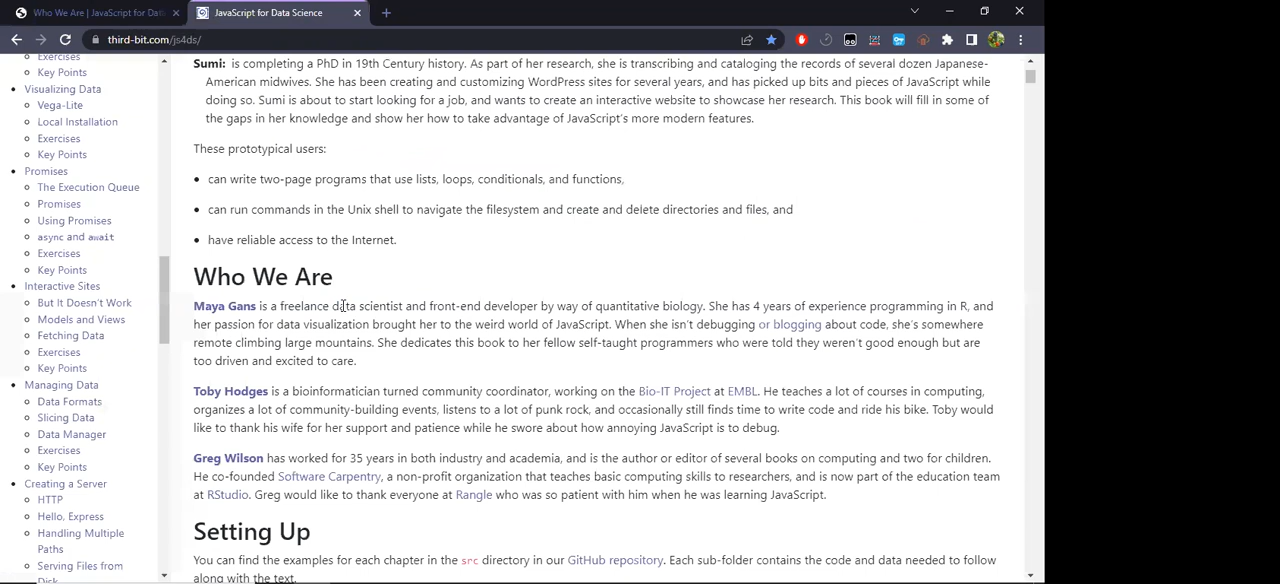 Who We Are | JavaScript for Dat
JavaScript for Data Science
third-bit.com/js4ds/
Exercises
Key Points
Visualizing Data
Vega-Lite
Local Installation
Exercises
Key Points
Promises
The Execution Queue
Promises
Using Promises
async and await
Exercises
Key Points
Interactive Sites
But It Doesn't Work
Models and Views
Fetching Data
Exercises
Key Points
Managing Data
Data Formats
Slicing Data
Data Manager
Exercises
Key Points
Creating a Server
HTTP
Hello, Express
Handling Multiple
Paths
Serving Files from
Disk
Sumi: is completing a PhD in 19th Century history. As part of her research, she is transcribing and cataloging the records of several dozen Japanese-
American midwives. She has been creating and customizing WordPress sites for several years, and has picked up bits and pieces of JavaScript while
doing so. Sumi is about to start looking for a job, and wants to create an interactive website to showcase her research. This book will fill in some of
the gaps in her knowledge and show her how to take advantage of JavaScript's more modern features.
These prototypical users:
• can write two-page programs that use lists, loops, conditionals, and functions,
• can run commands in the Unix shell to navigate the filesystem and create and delete directories and files, and
• have reliable access to the Internet.
Who We Are
Maya Gans is a freelance data scientist and front-end developer by way of quantitative biology. She has 4 years of experience programming in R, and
her passion for data visualization brought her to the weird world of JavaScript. When she isn't debugging or blogging about code, she's somewhere
remote climbing large mountains. She dedicates this book to her fellow self-taught programmers who were told they weren't good enough but are
too driven and excited to care.
Toby Hodges is a bioinformatician turned community coordinator, working on the Bio-IT Project at EMBL. He teaches a lot of courses in computing,
organizes a lot of community-building events, listens to a lot of punk rock, and occasionally still finds time to write code and ride his bike. Toby would
like to thank his wife for her support and patience while he swore about how annoying JavaScript is to debug.
Greg Wilson has worked for 35 years in both industry and academia, and is the author or editor of several books on computing and two for children.
He co-founded Software Carpentry, a non-profit organization that teaches basic computing skills to researchers, and is now part of the education team
at RStudio. Greg would like to thank everyone at Rangle who was so patient with him when he was learning JavaScript.
Setting Up
You can find the examples for each chapter in the src directory in our GitHub repository. Each sub-folder contains the code and data needed to follow
along with the text.